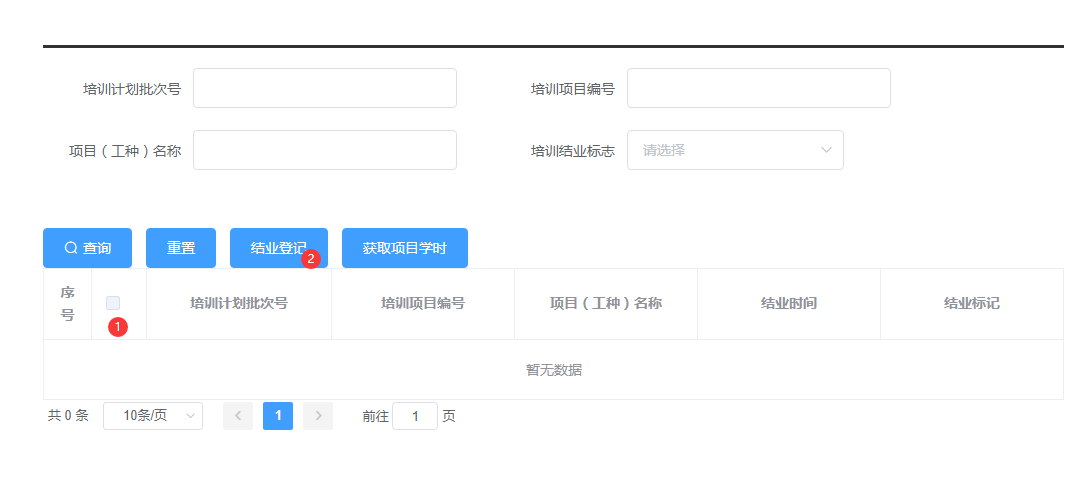 培训计划批次号 培训项目编号
项目（工种）名称 培训结业标志 请选择
查询 重置 结业登记 2 获取项目学时
序号 培训计划批次号 培训项目编号 项目（工种）名称 结业时间 结业标记
1
暂无数据
共 0 条 10条/页 1 前往 1 页